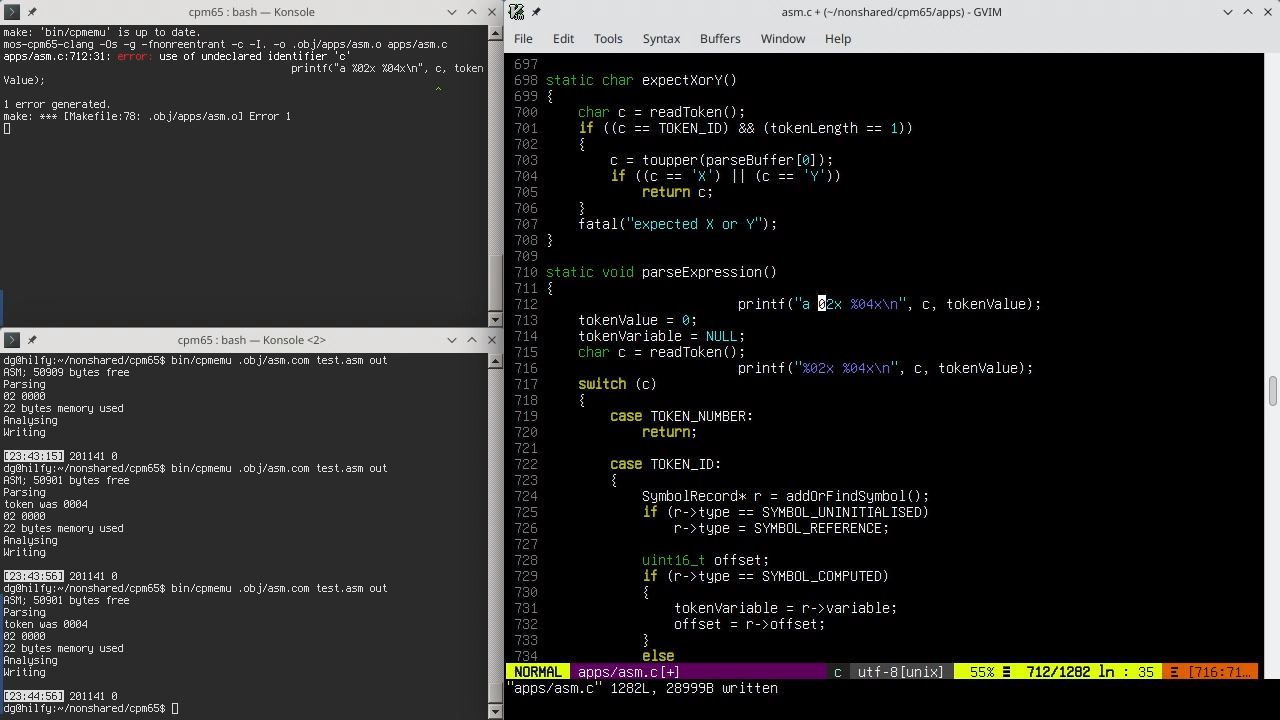 cpm65 : bash — Konsole
make: 'bin/cpmemu' is up to date.
mos-cpm65-clang -Os -g -fnonreentrant -c -I. -o .obj/apps/asm.o apps/asm.c
apps/asm.c:712:31: error: use of undeclared identifier 'c'
printf("a %02x %04x\n", c, token
Value);
^
1 error generated.
make: *** [Makefile:78: .obj/apps/asm.o] Error 1
cpm65 : bash — Konsole <2>
dg@hilfy:~/nonshared/cpm65$ bin/cpmemu .obj/asm.com test.asm out
ASM; 50909 bytes free
Parsing
02 0000
22 bytes memory used
Analysing
Writing
[23:43:15] 201141 0
dg@hilfy:~/nonshared/cpm65$ bin/cpmemu .obj/asm.com test.asm out
ASM; 50901 bytes free
Parsing
token was 0004
02 0000
22 bytes memory used
Analysing
Writing
[23:43:56] 201141 0
dg@hilfy:~/nonshared/cpm65$ bin/cpmemu .obj/asm.com test.asm out
ASM; 50901 bytes free
Parsing
token was 0004
02 0000
22 bytes memory used
Analysing
Writing
[23:44:56] 201141 0
dg@hilfy:~/nonshared/cpm65$
asm.c + (~/nonshared/cpm65/apps) - GVIM
File Edit Tools Syntax Buffers Window Help
697
698 static char expectXorY()
699 {
700 char c = readToken();
701 if ((c == TOKEN_ID) && (tokenLength == 1))
702 {
703 c = toupper(parseBuffer[0]);
704 if ((c == 'X') || (c == 'Y'))
705 return c;
706 }
707 fatal("expected X or Y");
708 }
709
710 static void parseExpression()
711 {
712 printf("a 02x %04x\n", c, tokenValue);
713 tokenValue = 0;
714 tokenVariable = NULL;
715 char c = readToken();
716 printf("%02x %04x\n", c, tokenValue);
717 switch (c)
718 {
719 case TOKEN_NUMBER:
720 return;
721
722 case TOKEN_ID:
723 {
724 SymbolRecord* r = addOrFindSymbol();
725 if (r->type == SYMBOL_UNINITIALISED)
726 r->type = SYMBOL_REFERENCE;
727
728 uint16_t offset;
729 if (r->type == SYMBOL_COMPUTED)
730 {
731 tokenVariable = r->variable;
732 offset = r->offset;
733 }
734 else
NORMAL apps/asm.c[+] c utf-8[unix] 55% ≡ 712/1282 ln : 35 Ξ [716:71…
"apps/asm.c" 1282L, 28999B written